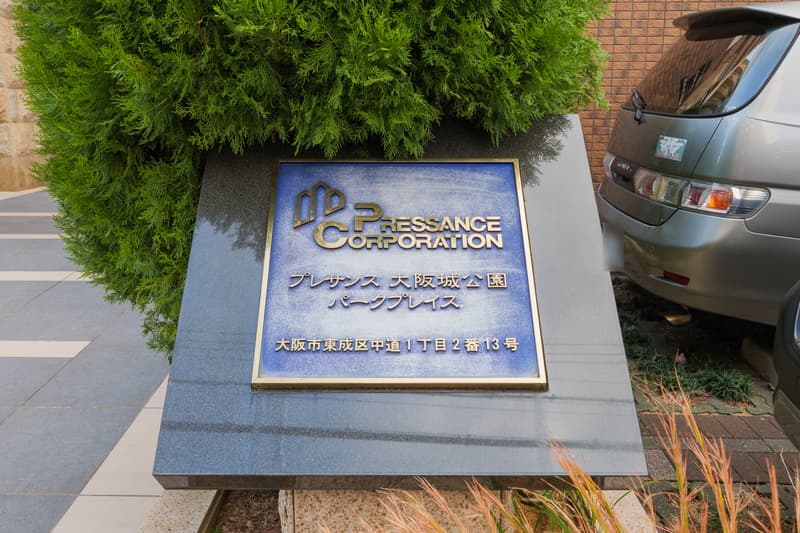 PRESSANCE
CORPORATION
プレサンス 大阪城公園
パークプレイス
大阪市東成区中道1丁目2番13号